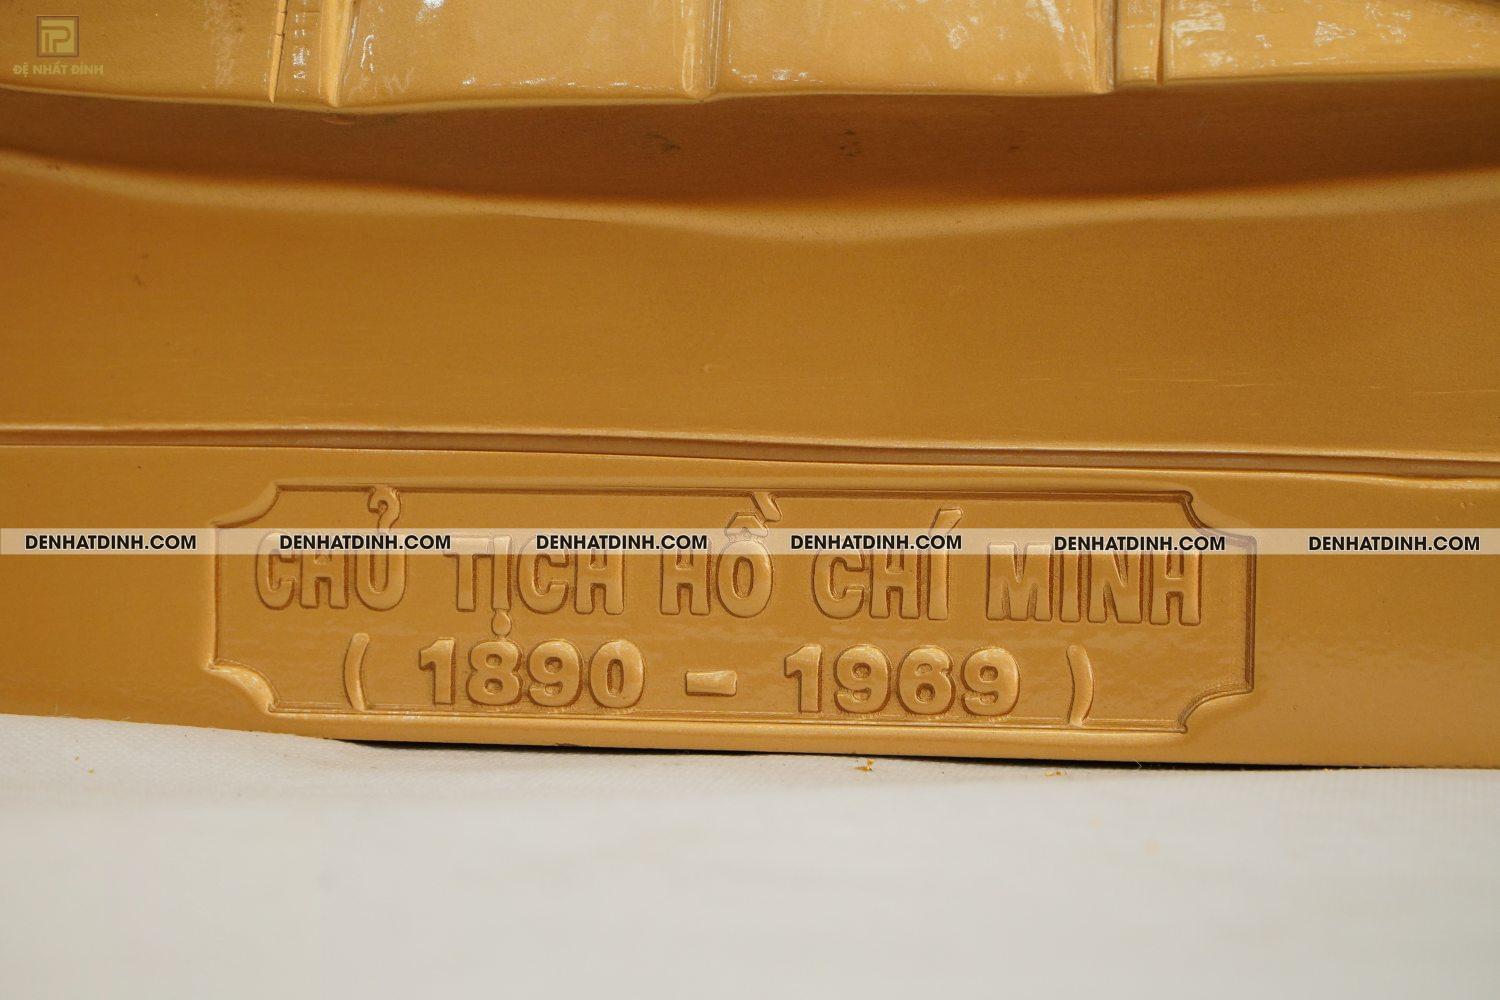 ĐỆ NHẤT ĐỈNH
DENHATDINH.COM DENHATDINH.COM DENHATDINH.COM DENHATDINH.COM DENHATDINH.COM DENHATDINH.COM
CHỦ TỊCH HỒ CHÍ MINH
( 1890 - 1969 )